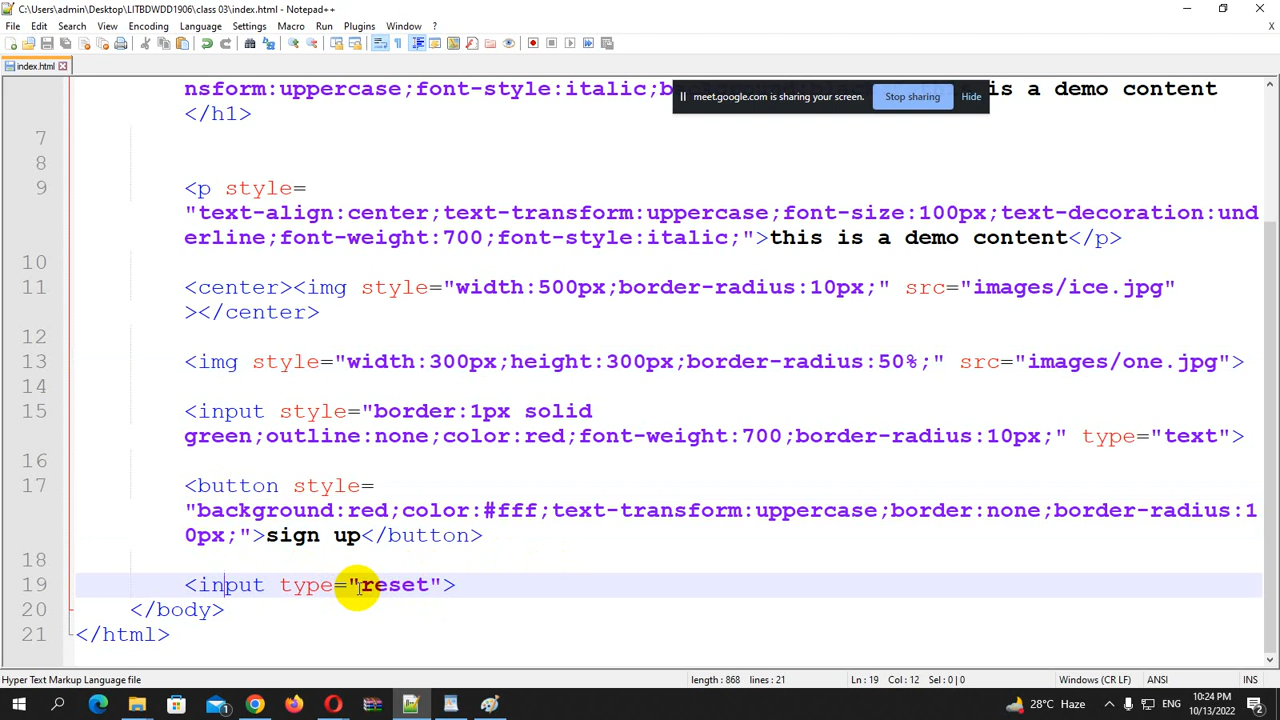 C:\Users\admin\Desktop\LITBDWDD1906\class 03\index.html - Notepad++
File Edit Search View Encoding Language Settings Macro Run Plugins Window ?
X
index.html
nsform:uppercase;font-style:italic;b
s a demo content
meet.google.com is sharing your screen. Stop sharing Hide
</h1>
7
8
9 <p style=
"text-align:center;text-transform:uppercase;font-size:100px;text-decoration:und
erline;font-weight:700;font-style:italic;">this is a demo content</p>
10
11 <center><img style="width:500px;border-radius:10px;" src="images/ice.jpg"
></center>
12
13 <img style="width:300px;height:300px;border-radius:50%;" src="images/one.jpg">
14
15 <input style="border:1px solid
green;outline:none;color:red;font-weight:700;border-radius:10px;" type="text">
16
17 <button style=
"background:red;color:#fff;text-transform:uppercase;border:none;border-radius:1
0px;">sign up</button>
18
19 <input type="reset">
20 </body>
21 </html>
Hyper Text Markup Language file length : 868 lines : 21 Ln : 19 Col : 12 Sel : 0 | 0 Windows (CR LF) ANSI INS
28°C Haze ENG 10:24 PM
10/13/2022
2